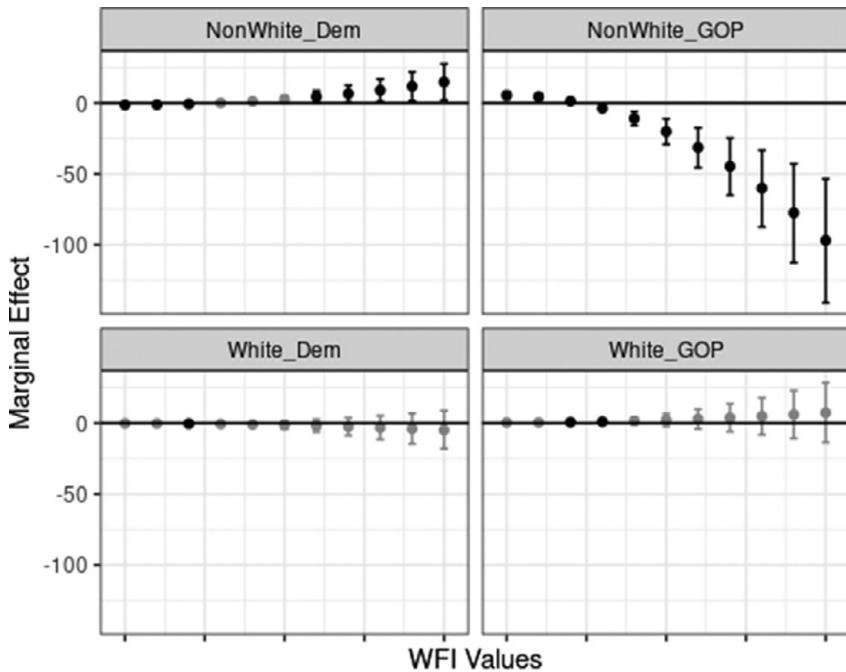 NonWhite_Dem NonWhite_GOP
0
-50
-100
White_Dem White_GOP
0
-50
-100
Marginal Effect
WFI Values